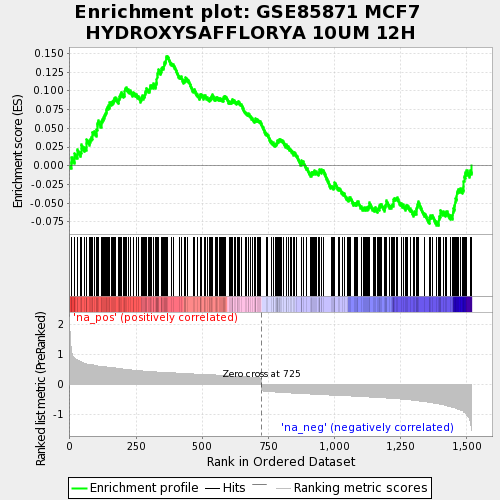 Enrichment plot: GSE85871 MCF7
HYDROXYSAFFLORYA 10UM 12H
Enrichment score (ES)
0.150
0.125
0.100
0.075
0.050
0.025
0.000
-0.025
-0.050
-0.075
'na_pos' (positively correlated)
Ranked list metric (PreRanked)
2
1
0
-1
Zero cross at 725
'na_neg' (negatively correlated)
0
250
500
750
1,000
1,250
1,500
Rank in Ordered Dataset
Enrichment profile
Hits
Ranking metric scores